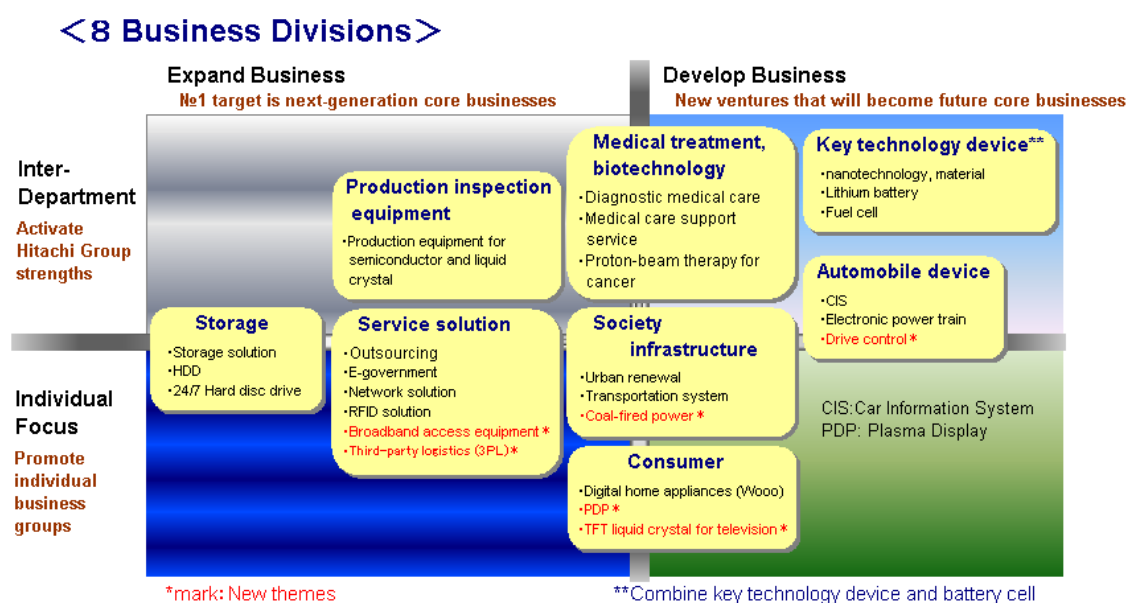 ＜8 Business Divisions＞
Expand Business
№1 target is next-generation core businesses
Develop Business
New ventures that will become future core businesses
Inter-
Department
Activate
Hitachi Group
strengths
Individual
Focus
Promote
individual
business
groups
Storage
・Storage solution
・HDD
・24/7 Hard disc drive
Production inspection
equipment
・Production equipment for
semiconductor and liquid
crystal
Service solution
・Outsourcing
・E-government
・Network solution
・RFID solution
・Broadband access equipment*
・Third-party logistics (3PL)*
Medical treatment,
biotechnology
・Diagnostic medical care
・Medical care support
service
・Proton-beam therapy for
cancer
Society
infrastructure
・Urban renewal
・Transportation system
・Coal-fired power*
Consumer
・Digital home appliances (Wooo)
・PDP*
・TFT liquid crystal for television*
Key technology device**
・nanotechnology, material
・Lithium battery
・Fuel cell
Automobile device
・CIS
・Electronic power train
・Drive control*
CIS:Car Information System
PDP: Plasma Display
*mark: New themes
**Combine key technology device and battery cell